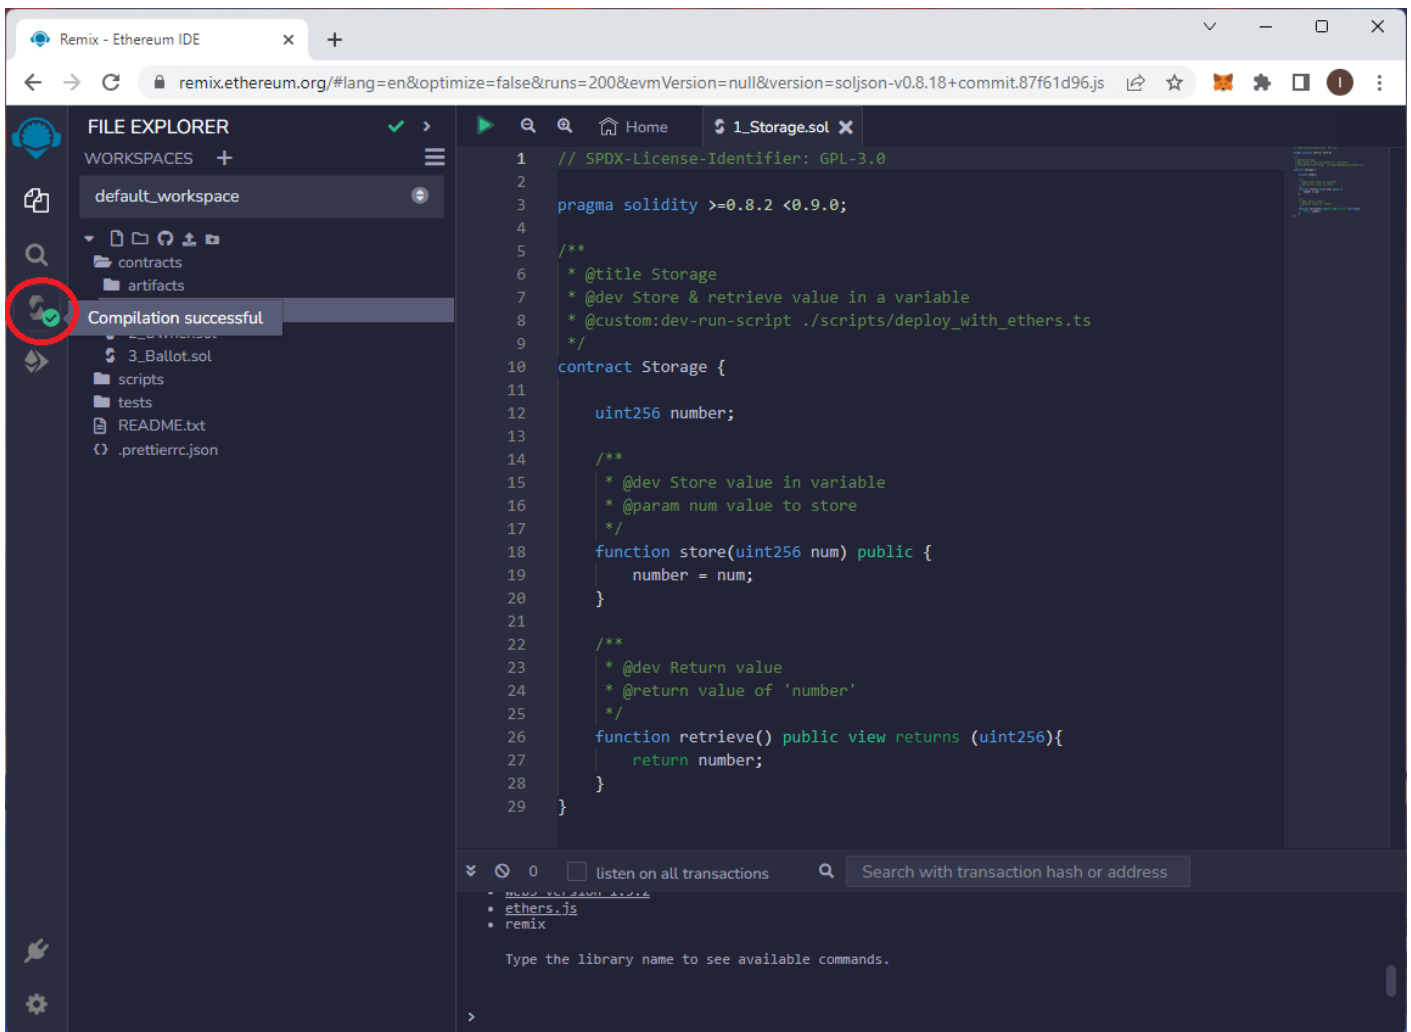 Remix - Ethereum IDE
remix.ethereum.org/#lang=en&optimize=false&runs=200&evmVersion=null&version=soljson-v0.8.18+commit.87f61d96.js
I
FILE EXPLORER
WORKSPACES
default_workspace
contracts
artifacts
Compilation successful
2_Owner.sol
3_Ballot.sol
scripts
tests
README.txt
.prettierrc.json
Home
1_Storage.sol
1 // SPDX-License-Identifier: GPL-3.0
2
3 pragma solidity >=0.8.2 <0.9.0;
4
5 /**
6 * @title Storage
7 * @dev Store & retrieve value in a variable
8 * @custom:dev-run-script ./scripts/deploy_with_ethers.ts
9 */
10 contract Storage {
11
12 uint256 number;
13
14 /**
15 * @dev Store value in variable
16 * @param num value to store
17 */
18 function store(uint256 num) public {
19 number = num;
20 }
21
22 /**
23 * @dev Return value
24 * @return value of 'number'
25 */
26 function retrieve() public view returns (uint256){
27 return number;
28 }
29 }
0 listen on all transactions Search with transaction hash or address
web3 version 1.5.2
ethers.js
remix
Type the library name to see available commands.
>